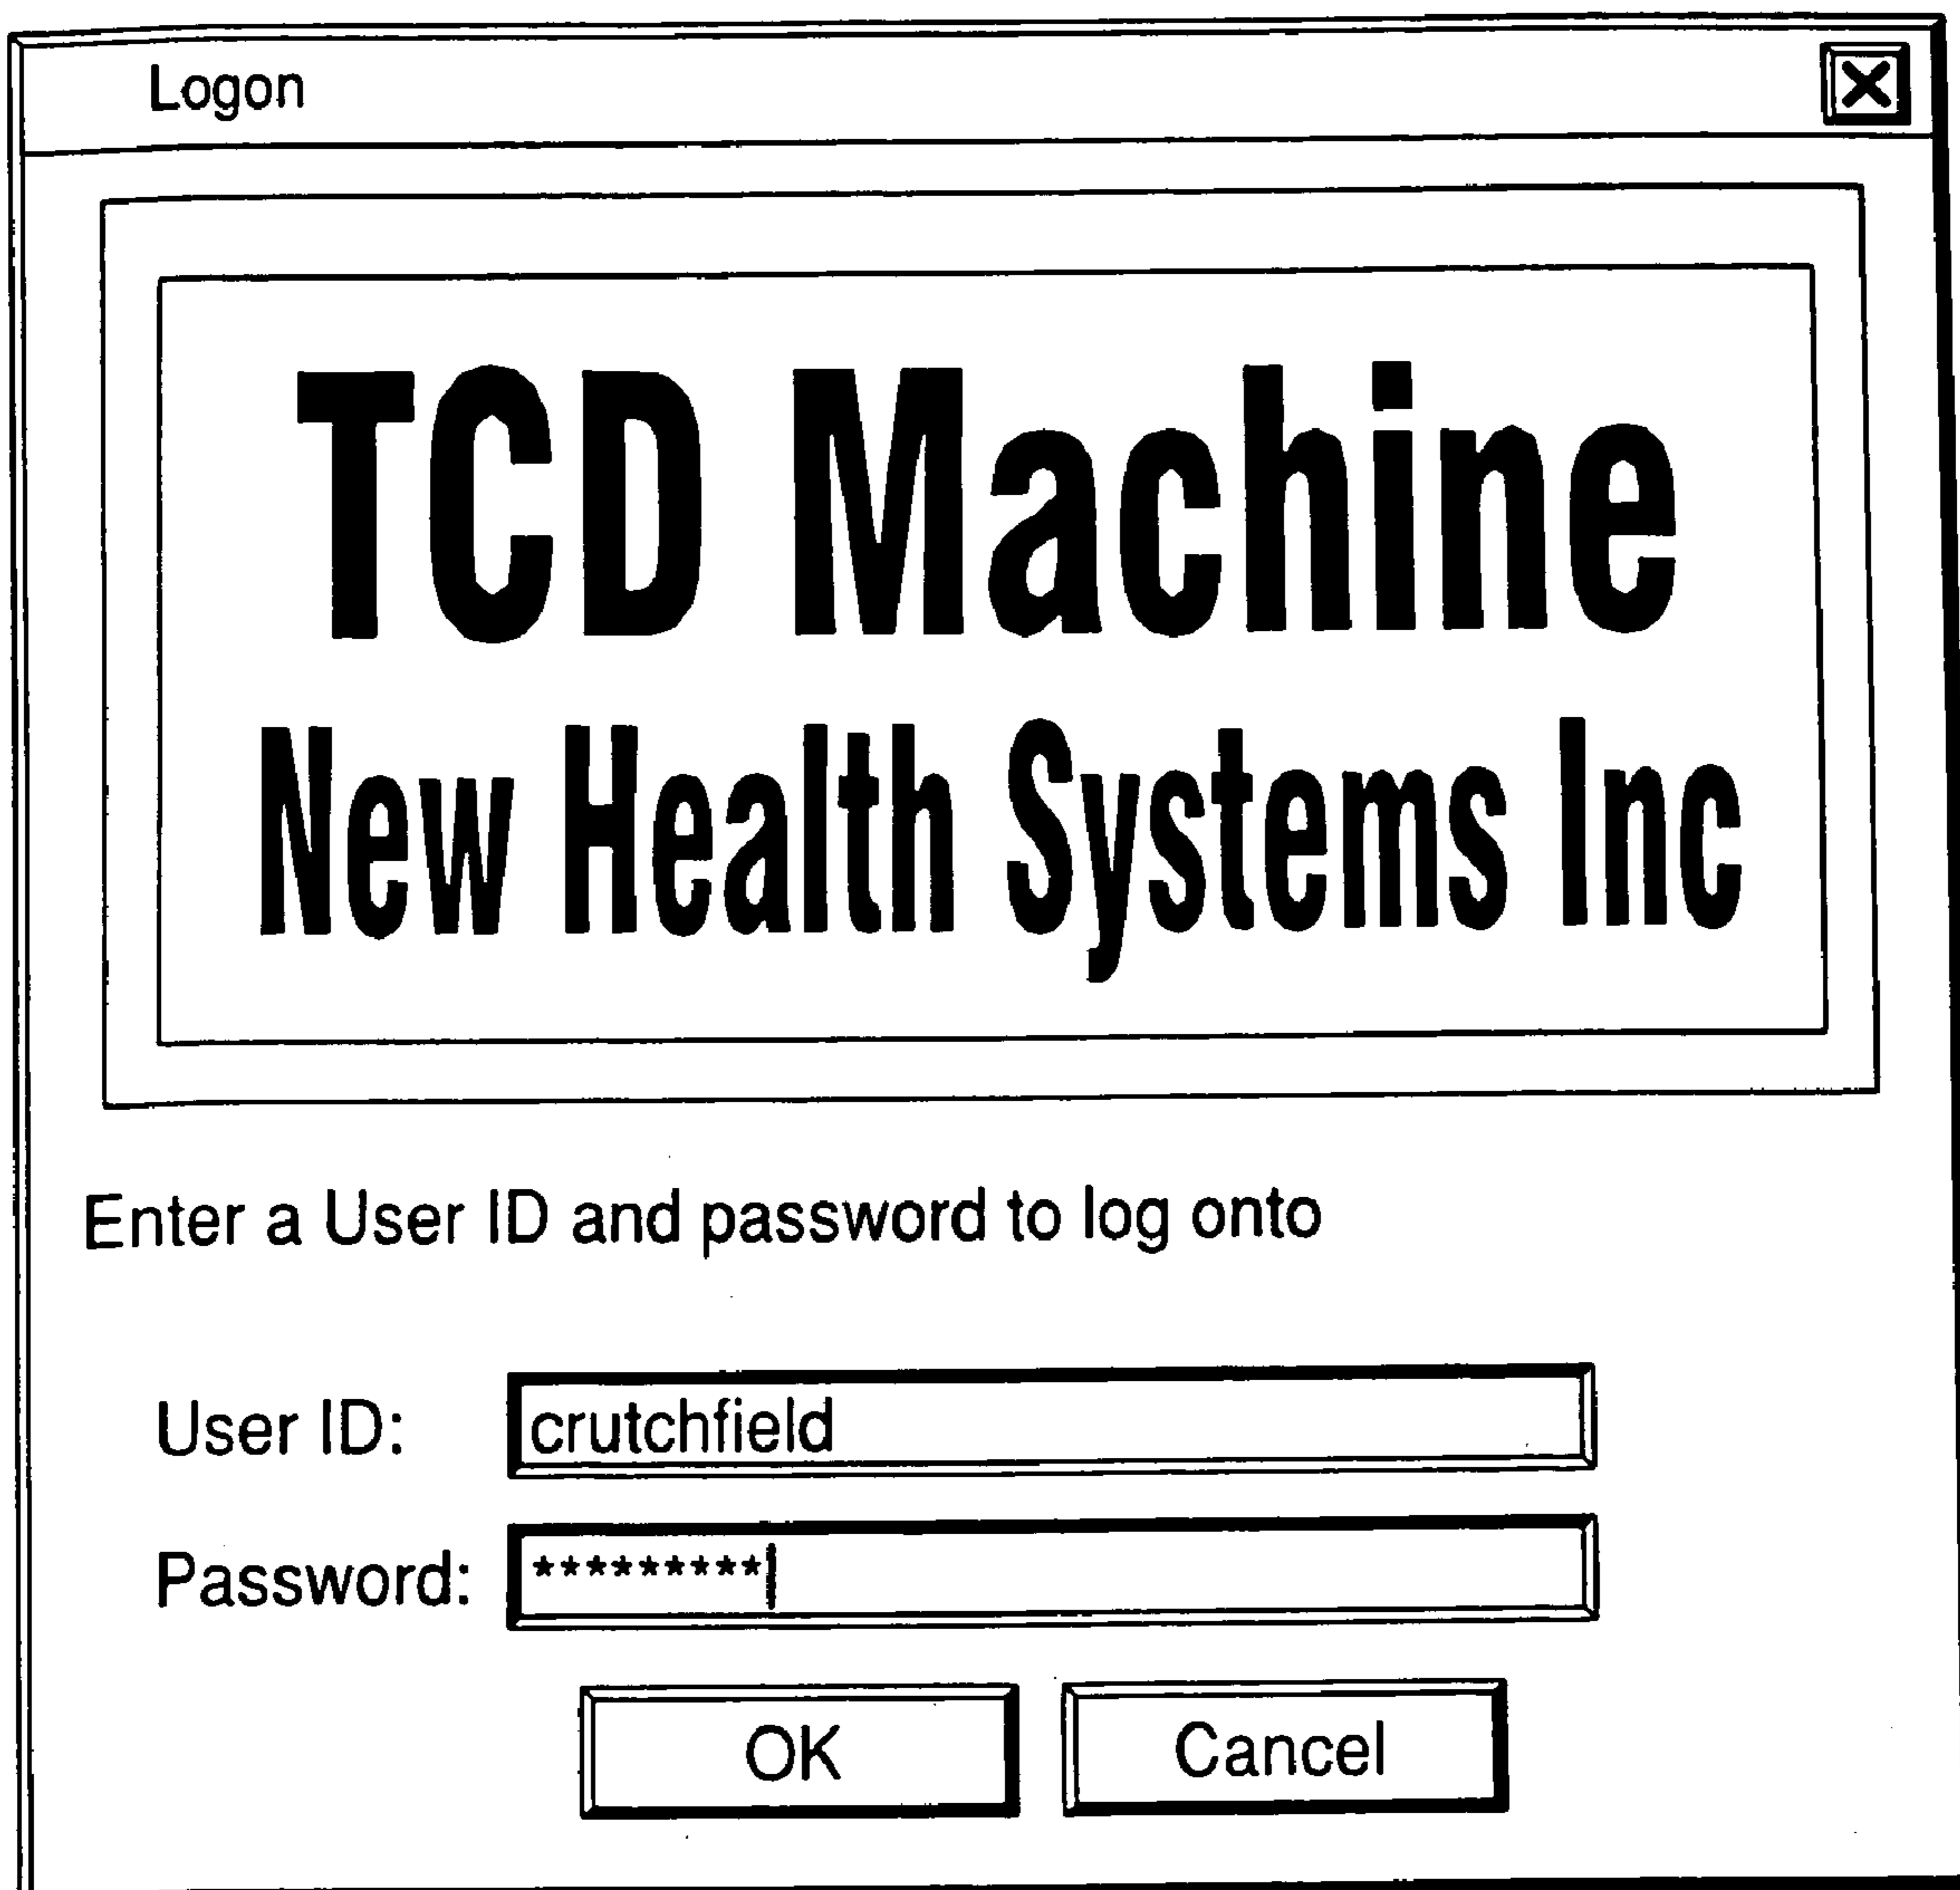 Logon
TCD Machine
New Health Systems Inc
Enter a User ID and password to log onto
User ID: crutchfield
Password: *********
OK Cancel